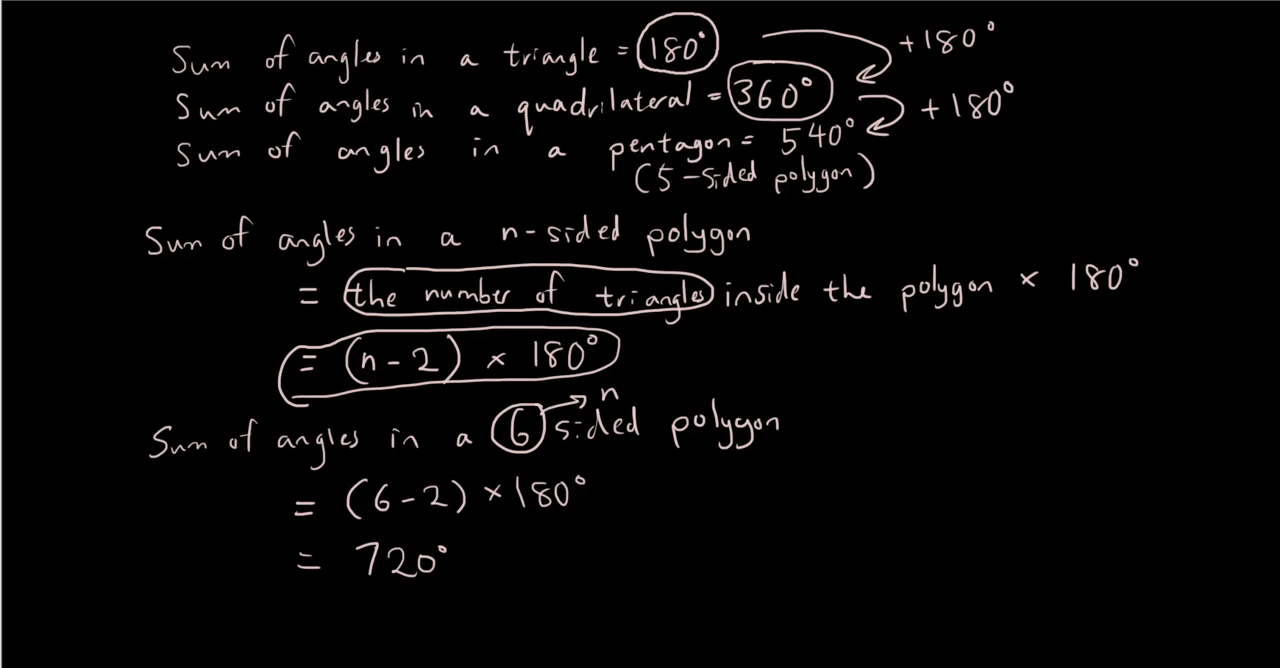 Sum of angles in a triangle = 180° +180°
Sum of angles in a quadrilateral = 360° +180°
Sum of angles in a pentagon = 540°
(5-sided polygon)
Sum of angles in a n-sided polygon
= the number of triangles inside the polygon × 180°
= (n-2) × 180°
n
Sum of angles in a 6 sided polygon
= (6-2) × 180°
= 720°